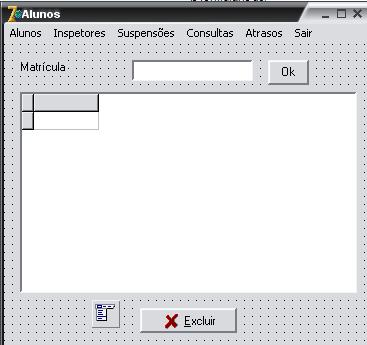 Alunos
Alunos Inspetores Suspensões Consultas Atrasos Sair
Matrícula
Ok
Excluir